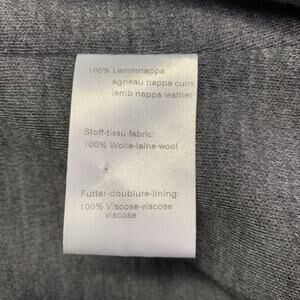 100% Lammnappa
agneau nappa cuirs
lamb nappa leather
Stoff-tissu-fabric:
100% Wolle-laine-wool
Futter-doublure-lining:
100% Viscose-viscose
viscose